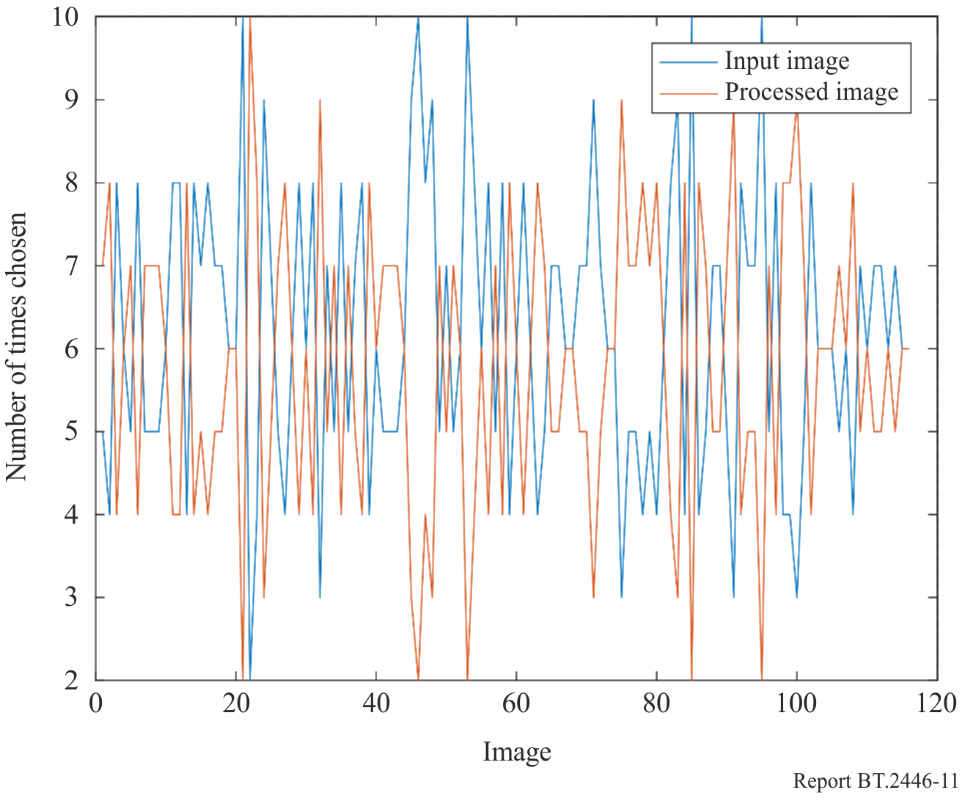 10
9
8
7
6
5
4
3
2
Number of times chosen
Input image
Processed image
0 20 40 60 80 100 120
Image
Report BT.2446-11